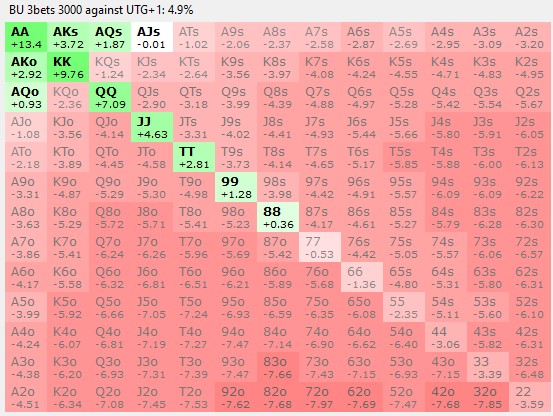 BU 3bets 3000 against UTG+1: 4.9%
AA AKs AQs AJs ATs A9s A8s A7s A6s A5s A4s A3s A2s
+13.4 +3.72 +1.87 -0.01 -1.02 -2.06 -2.37 -2.58 -2.87 -2.69 -2.95 -3.09 -3.20
AKo KK KQs KJs KTs K9s K8s K7s K6s K5s K4s K3s K2s
+2.92 +9.76 -1.24 -2.34 -2.64 -3.56 -3.97 -4.08 -4.24 -4.55 -4.71 -4.83 -4.95
AQo KQo QQ QJs QTs Q9s Q8s Q7s Q6s Q5s Q4s Q3s Q2s
+0.93 -2.36 +7.09 -2.90 -3.18 -3.99 -4.39 -4.88 -4.97 -5.28 -5.42 -5.54 -5.67
AJo KJo QJo JJ JTs J9s J8s J7s J6s J5s J4s J3s J2s
-1.08 -3.56 -4.14 +4.63 -3.31 -4.02 -4.41 -4.93 -5.44 -5.66 -5.80 -5.91 -6.05
ATo KTo QTo JTo TT T9s T8s T7s T6s T5s T4s T3s T2s
-2.18 -3.89 -4.45 -4.58 +2.81 -3.73 -4.14 -4.65 -5.17 -5.85 -5.88 -6.00 -6.13
A9o K9o Q9o J9o T9o 99 98s 97s 96s 95s 94s 93s 92s
-3.31 -4.87 -5.29 -5.30 -4.98 +1.28 -3.98 -4.42 -4.91 -5.57 -6.09 -6.09 -6.22
A8o K8o Q8o J8o T8o 98o 88 87s 86s 85s 84s 83s 82s
-3.63 -5.29 -5.72 -5.71 -5.41 -5.23 +0.36 -4.17 -4.61 -5.27 -5.79 -6.28 -6.30
A7o K7o Q7o J7o T7o 97o 87o 77 76s 75s 74s 73s 72s
-3.86 -5.41 -6.24 -6.26 -5.96 -5.69 -5.42 -0.53 -4.42 -5.05 -5.57 -6.06 -6.57
A6o K6o Q6o J6o T6o 96o 86o 76o 66 65s 64s 63s 62s
-4.17 -5.58 -6.32 -6.81 -6.51 -6.21 -5.89 -5.68 -1.36 -4.80 -5.31 -5.80 -6.31
A5o K5o Q5o J5o T5o 95o 85o 75o 65o 55 54s 53s 52s
-3.99 -5.92 -6.66 -7.05 -7.24 -6.93 -6.59 -6.35 -6.08 -2.35 -5.11 -5.60 -6.10
A4o K4o Q4o J4o T4o 94o 84o 74o 64o 54o 44 43s 42s
-4.24 -6.07 -6.81 -7.19 -7.27 -7.47 -7.14 -6.90 -6.62 -6.40 -3.06 -5.82 -6.31
A3o K3o Q3o J3o T3o 93o 83o 73o 63o 53o 43o 33 32s
-4.38 -6.20 -6.93 -7.31 -7.39 -7.47 -7.66 -7.43 -7.15 -6.93 -7.15 -3.39 -6.48
A2o K2o Q2o J2o T2o 92o 82o 72o 62o 52o 42o 32o 22
-4.51 -6.34 -7.08 -7.45 -7.53 -7.62 -7.68 -7.97 -7.69 -7.47 -7.68 -7.85 -3.59